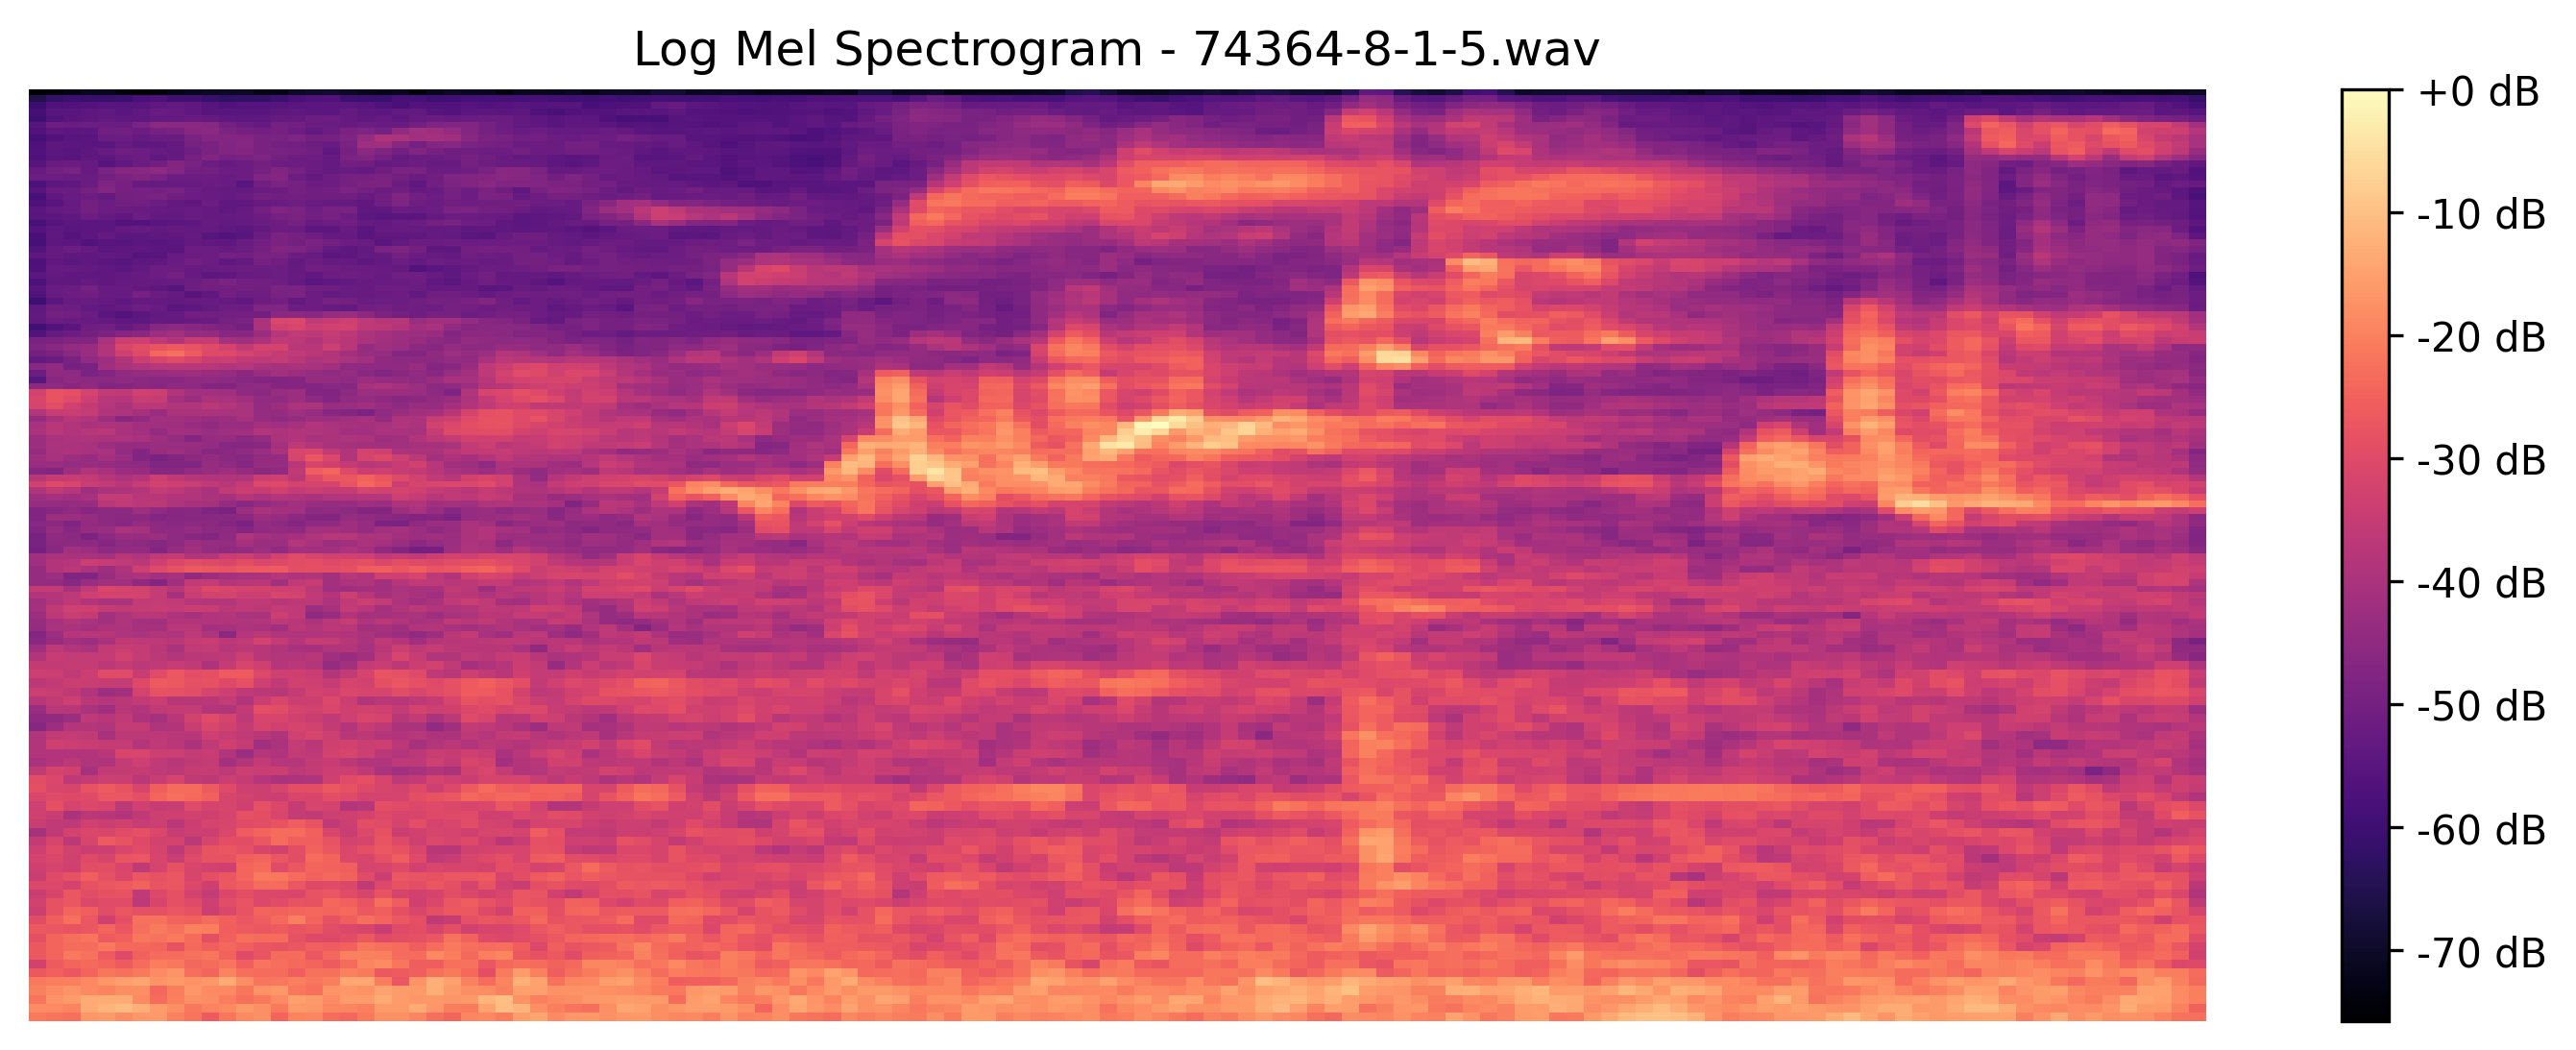 Log Mel Spectrogram - 74364-8-1-5.wav
+0 dB
-10 dB
-20 dB
-30 dB
-40 dB
-50 dB
-60 dB
-70 dB